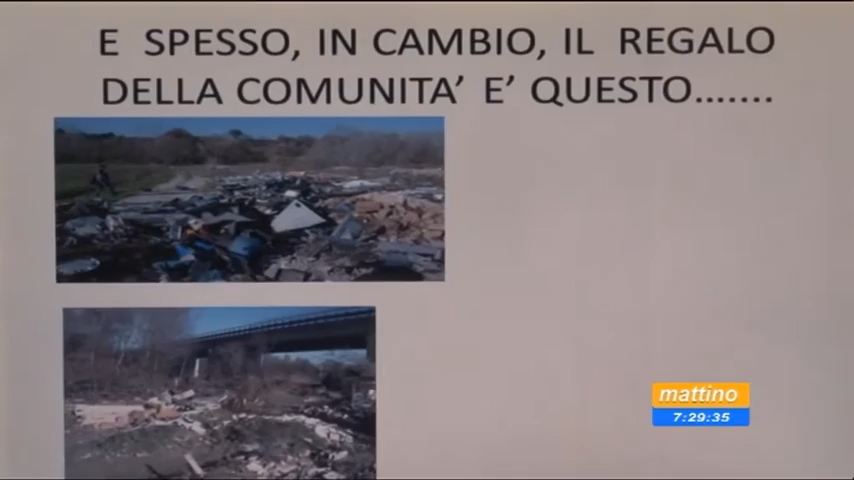 E SPESSO, IN CAMBIO, IL REGALO
DELLA COMUNITA' E' QUESTO.......
mattino
7:29:35